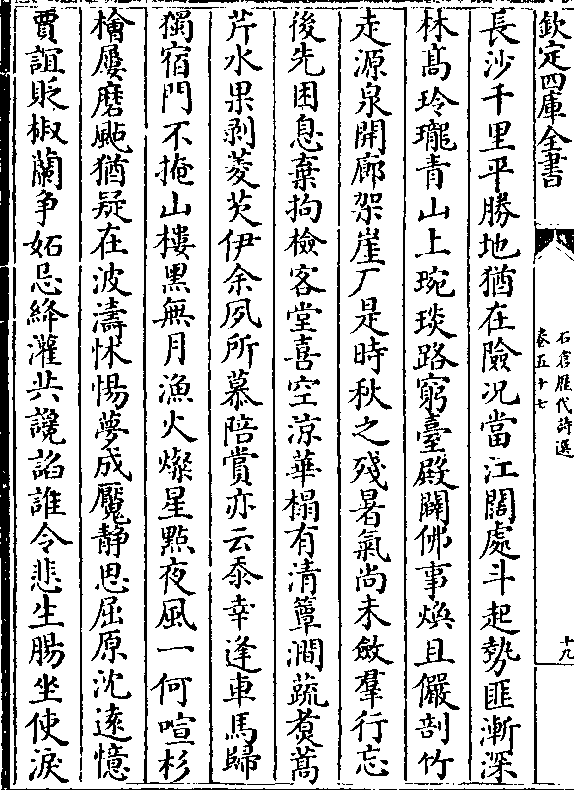 欽定四庫全書
石倉歷代詩選
卷五十七
十九
長沙千里平勝地猶在險况當江闊處斗起勢匪漸深
林髙玲瓏青山上琬琰路窮臺殿闢佛事煥且儼剖竹
走源泉開廊架崖厂是時秋之殘暑氣尚未斂羣行忘
後先困息棄拘檢客堂喜空涼華榻有清簟澗蔬煑蒿
芹水果剥菱芡伊余夙所慕陪賞亦云忝幸逢車馬歸
獨宿門不掩山樓黒無月漁火燦星㸃夜風一何喧杉
檜屢磨颭猶疑在波濤怵惕夢成魘静思屈原沈逺憶
賈誼貶椒蘭争妬忌絳灌共讒謟誰令悲生腸坐使淚